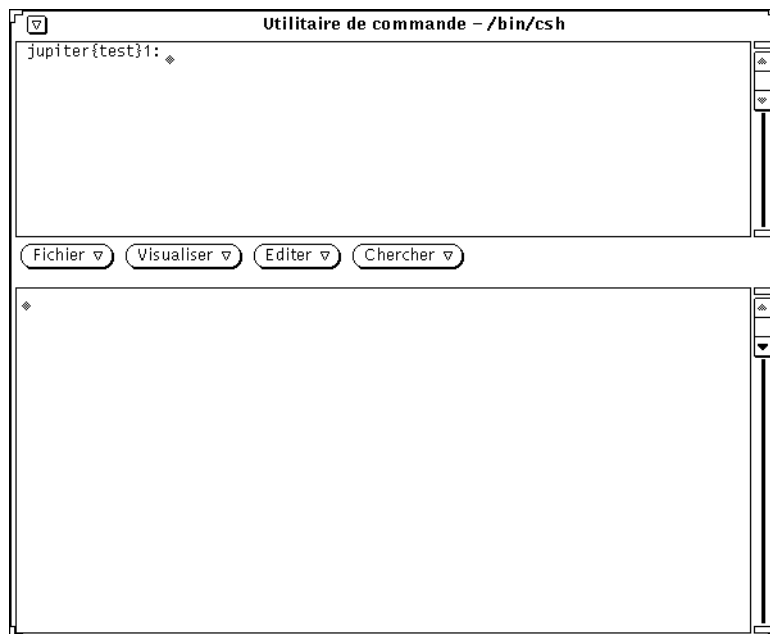 Utilitaire de commande – /bin/csh
jupiter{test}1:
Fichier Visualiser Editer Chercher